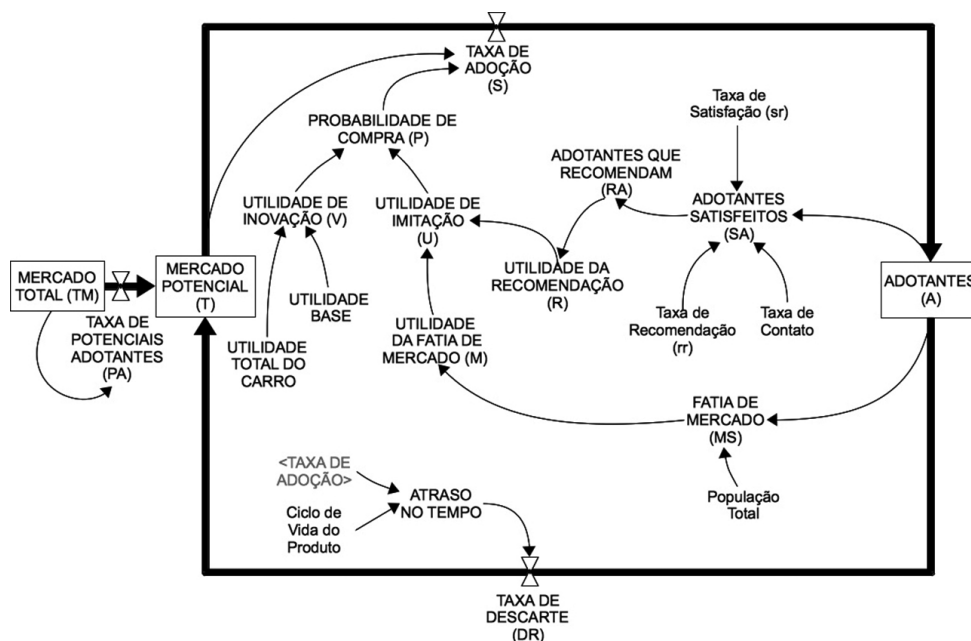 TAXA DE
ADOÇÃO
(S)
Taxa de
Satisfação (sr)
PROBABILIDADE DE
COMPRA (P)
ADOTANTES QUE
RECOMENDAM
(RA)
UTILIDADE DE
INOVAÇÃO (V)
UTILIDADE DE
IMITAÇÃO
(U)
ADOTANTES
SATISFEITOS
(SA)
MERCADO
TOTAL (TM)
MERCADO
POTENCIAL
(T)
UTILIDADE DA
RECOMENDAÇÃO
(R)
ADOTANTES
(A)
UTILIDADE
BASE
TAXA DE
POTENCIAIS
ADOTANTES
(PA)
UTILIDADE
TOTAL DO
CARRO
UTILIDADE
DA FATIA DE
MERCADO (M)
Taxa de
Recomendação
(rr)
Taxa de
Contato
FATIA DE
MERCADO
(MS)
<TAXA DE
ADOÇÃO>
ATRASO
NO TEMPO
Ciclo de
Vida do
Produto
População
Total
TAXA DE
DESCARTE
(DR)